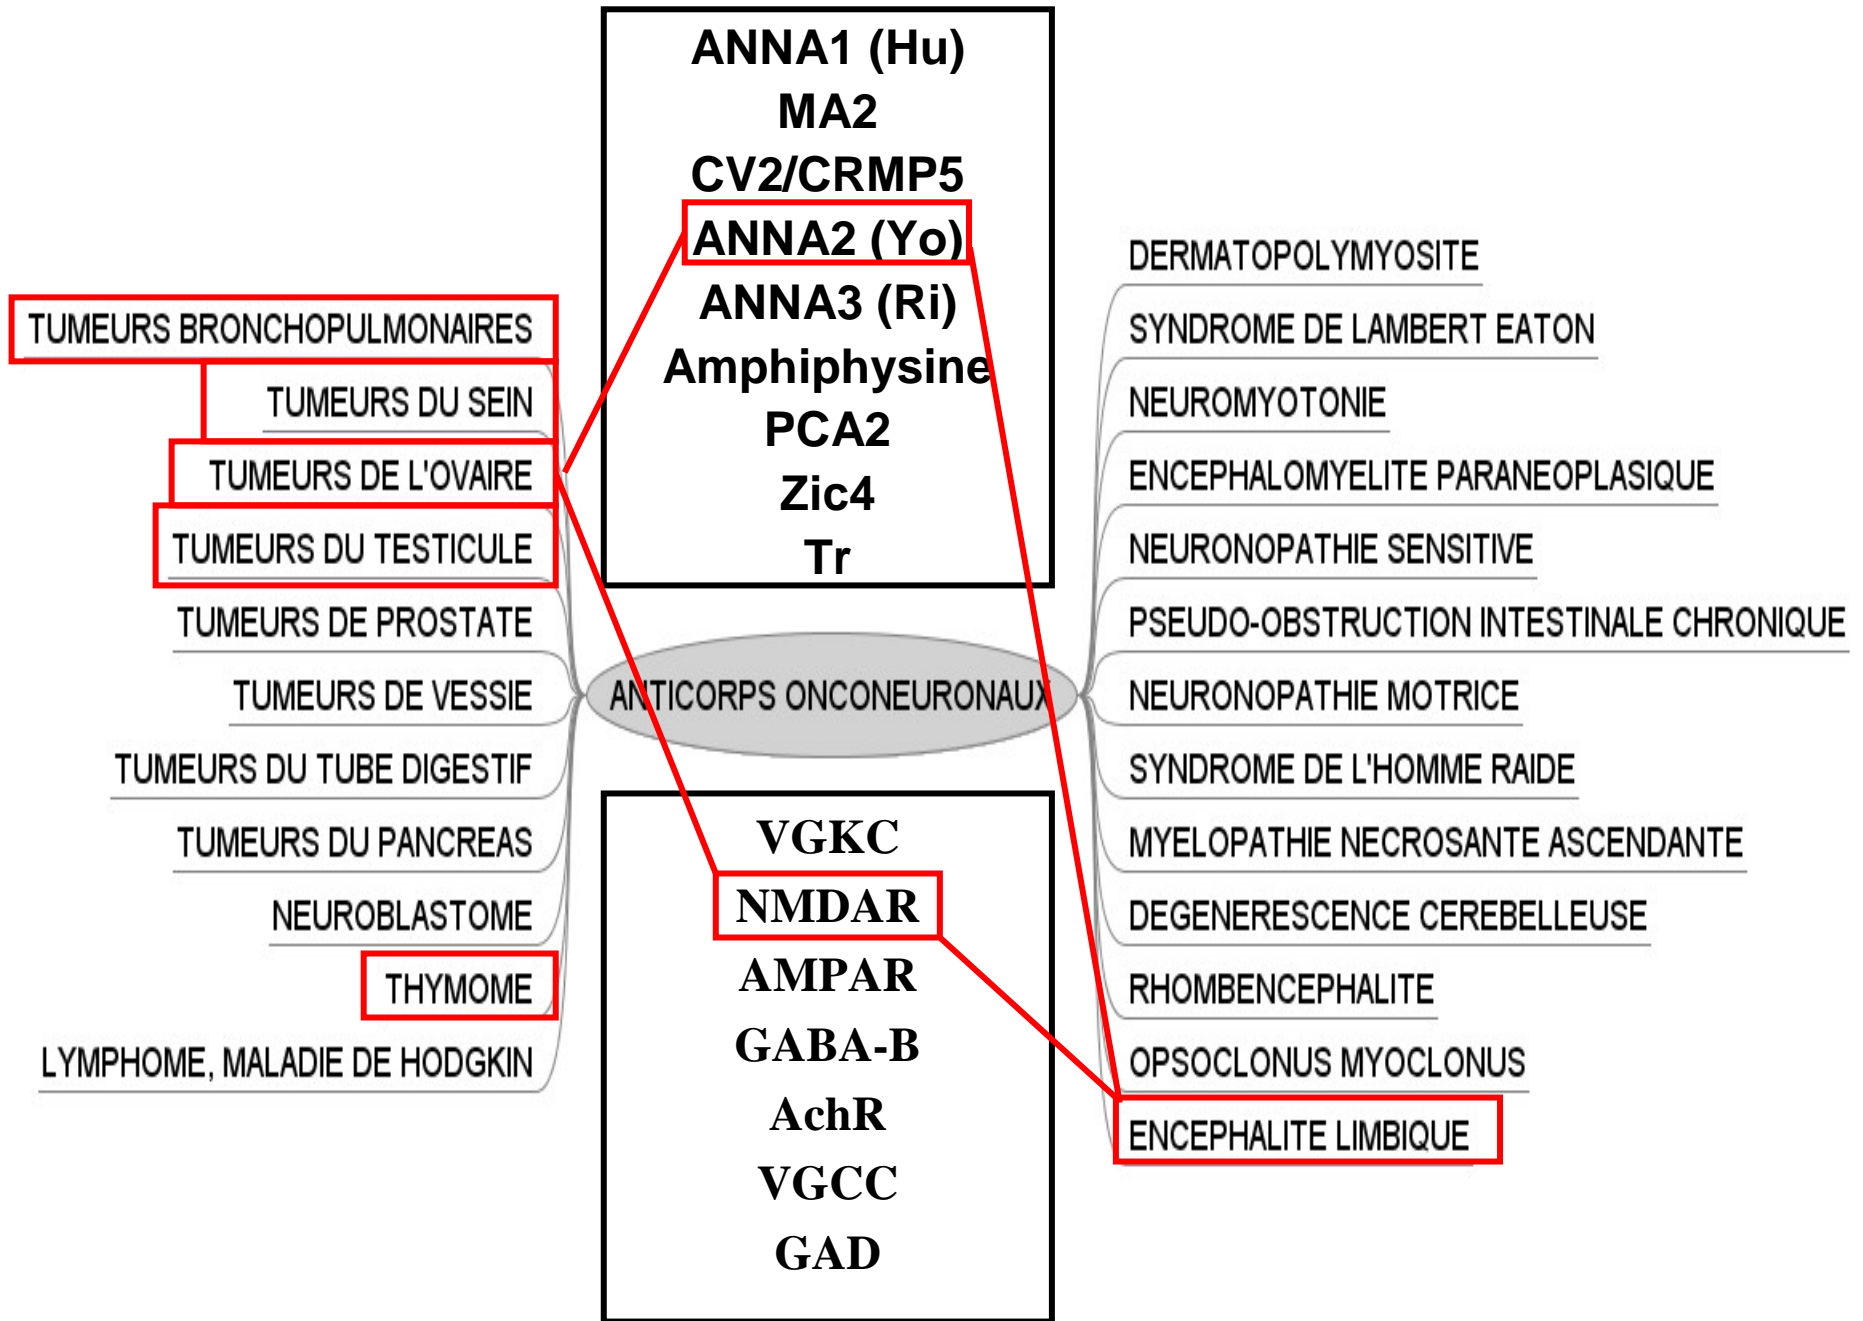 ANNA1 (Hu)
MA2
CV2/CRMP5
ANNA2 (Yo)
ANNA3 (Ri)
Amphiphysine
PCA2
Zic4
Tr
TUMEURS BRONCHOPULMONAIRES
TUMEURS DU SEIN
TUMEURS DE L'OVAIRE
TUMEURS DU TESTICULE
TUMEURS DE PROSTATE
TUMEURS DE VESSIE
TUMEURS DU TUBE DIGESTIF
TUMEURS DU PANCREAS
NEUROBLASTOME
THYMOME
LYMPHOME, MALADIE DE HODGKIN
ANTICORPS ONCONEURONAUX
VGKC
NMDAR
AMPAR
GABA-B
AchR
VGCC
GAD
DERMATOPOLYMYOSITE
SYNDROME DE LAMBERT EATON
NEUROMYOTONIE
ENCEPHALOMYELITE PARANEOPLASIQUE
NEURONOPATHIE SENSITIVE
PSEUDO-OBSTRUCTION INTESTINALE CHRONIQUE
NEURONOPATHIE MOTRICE
SYNDROME DE L'HOMME RAIDE
MYELOPATHIE NECROSANTE ASCENDANTE
DEGENERESCENCE CEREBELLEUSE
RHOMBENCEPHALITE
OPSOCLONUS MYOCLONUS
ENCEPHALITE LIMBIQUE